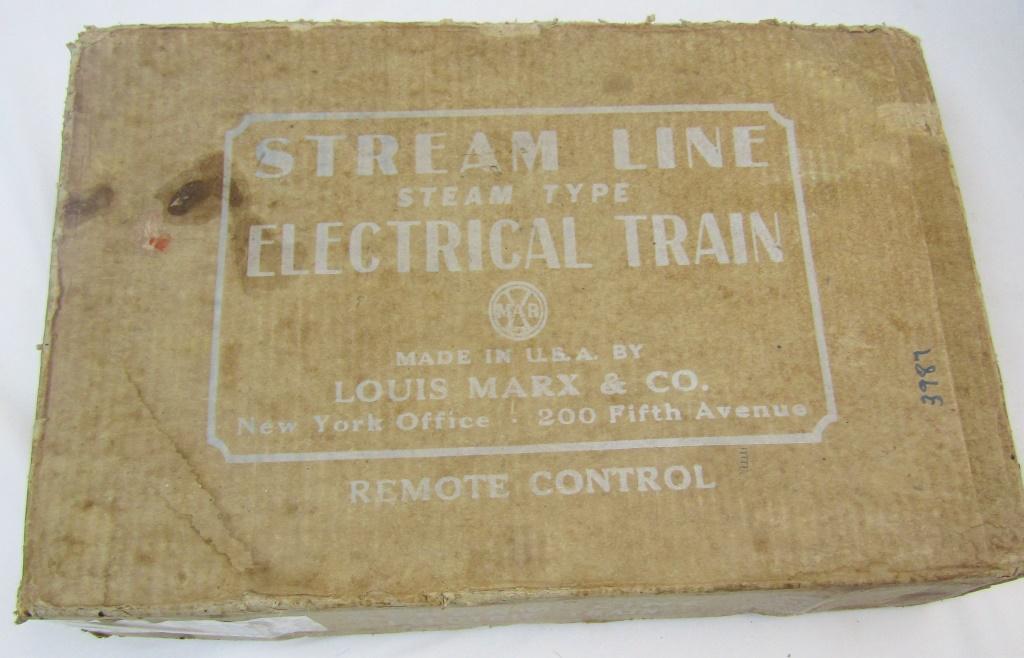 STREAM LINE
STEAM TYPE
ELECTRICAL TRAIN
MAR
MADE IN U.S.A. BY
LOUIS MARX & CO.
New York Office : 200 Fifth Avenue
REMOTE CONTROL
3987